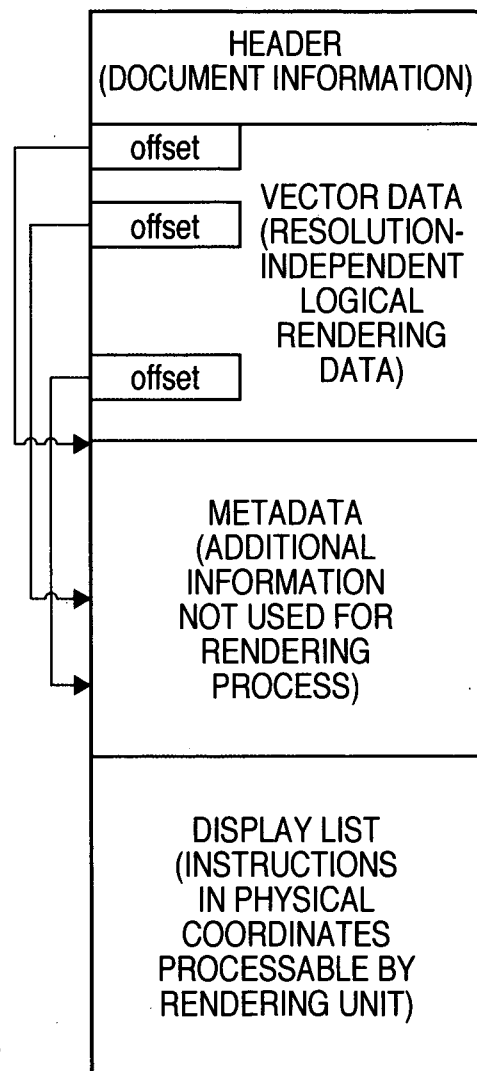 HEADER
(DOCUMENT INFORMATION)
offset
offset
offset
VECTOR DATA
(RESOLUTION-
INDEPENDENT
LOGICAL
RENDERING
DATA)
METADATA
(ADDITIONAL
INFORMATION
NOT USED FOR
RENDERING
PROCESS)
DISPLAY LIST
(INSTRUCTIONS
IN PHYSICAL
COORDINATES
PROCESSABLE BY
RENDERING UNIT)